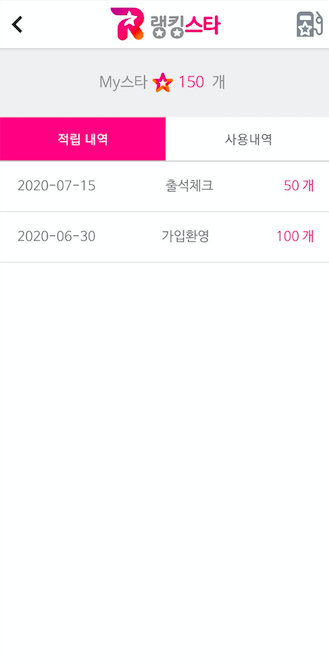 랭킹스타
My스타 150 개
적립 내역 사용내역
2020-07-15 출석체크 50 개
2020-06-30 가입환영 100 개